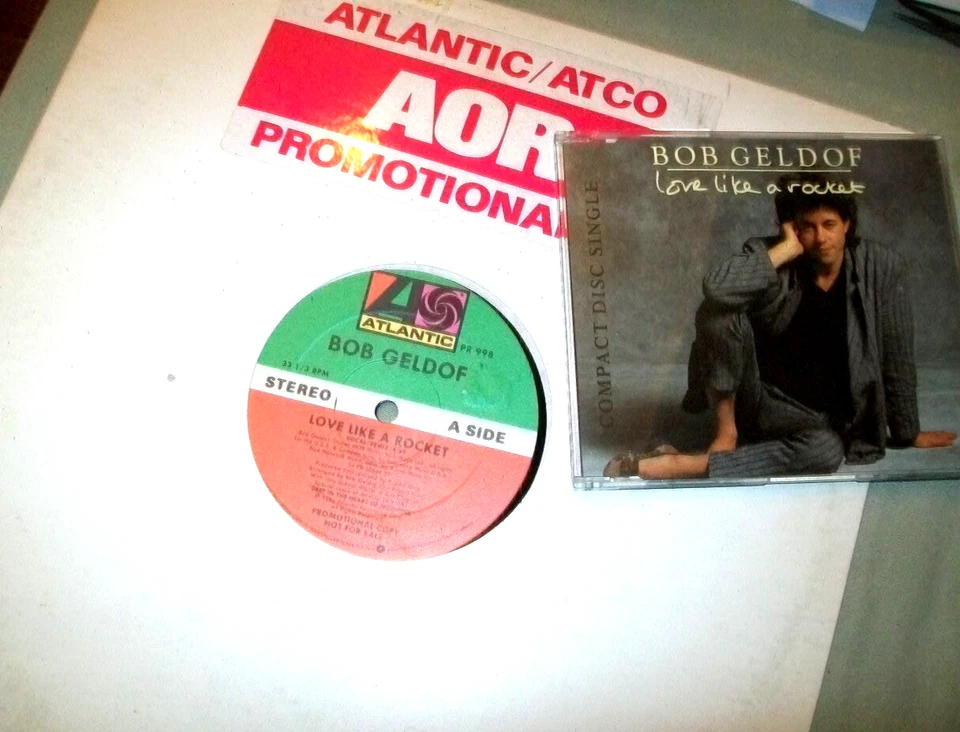 ATLANTIC/ATCO
AOR
PROMOTIONAL
BOB GELDOF
love like a rocket
COMPACT DISC SINGLE
ATLANTIC
BOB GELDOF
PR 998
33 1/3 RPM
STEREO
A SIDE
LOVE LIKE A ROCKET
PROMOTIONAL COPY
NOT FOR SALE